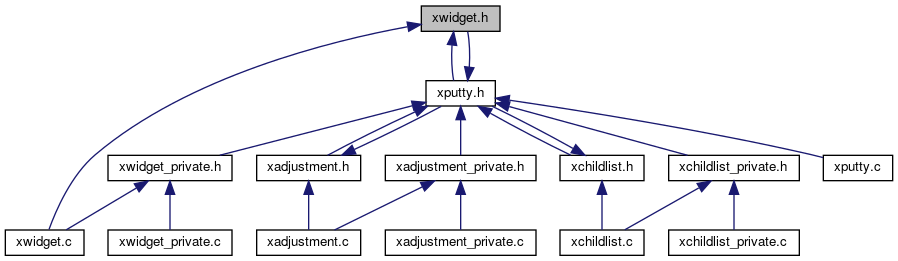 xwidget.h
xputty.h
xwidget_private.h
xadjustment.h
xadjustment_private.h
xchildlist.h
xchildlist_private.h
xputty.c
xwidget.c
xwidget_private.c
xadjustment.c
xadjustment_private.c
xchildlist.c
xchildlist_private.c